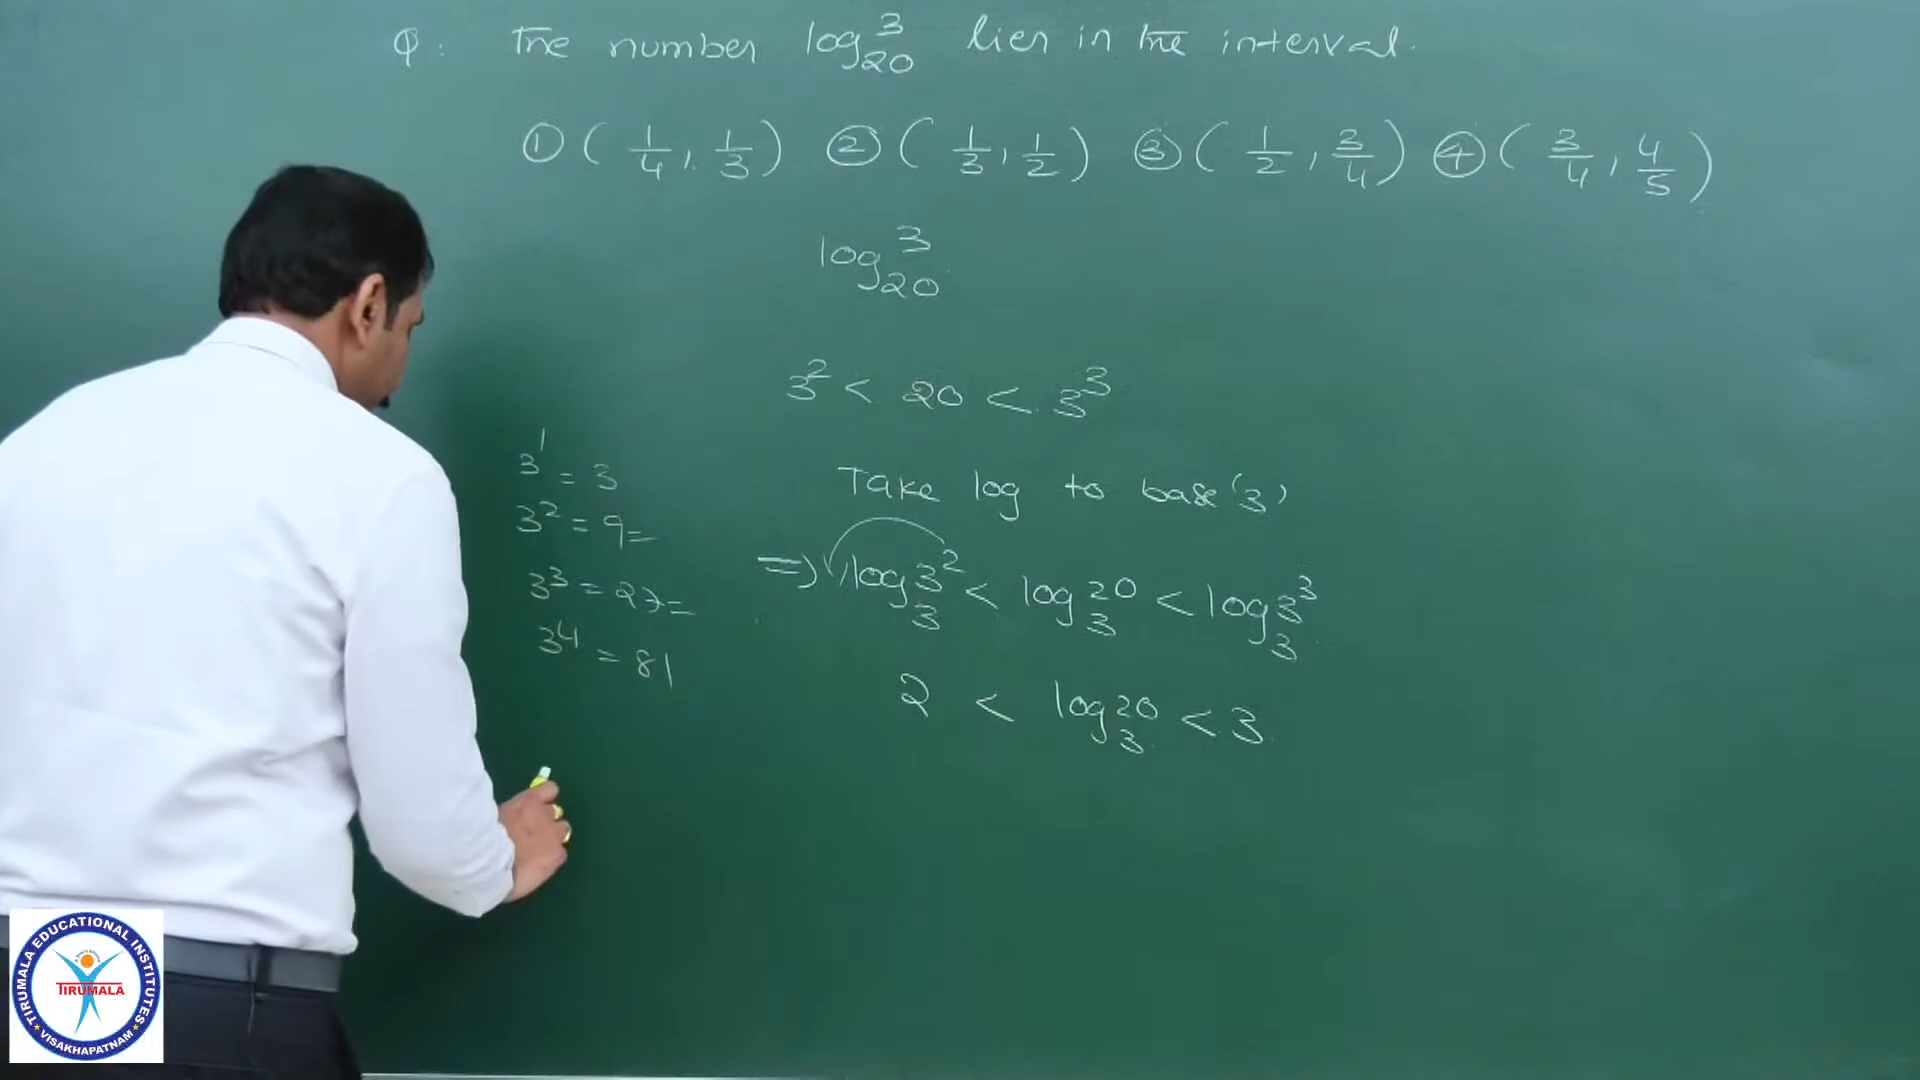 Q: The number log₂₀3 lies in the interval.
① (1/4, 1/3) ② (1/3, 1/2) ③ (1/2, 3/4) ④ (3/4, 4/5)
log₂₀3
3² < 20 < 3³
3¹ = 3
3² = 9=
3³ = 27=
3⁴ = 81
Take log to base '3'
=> log₃3² < log₃20 < log₃3³
2 < log₃20 < 3
TIRUMALA EDUCATIONAL INSTITUTES
TIRUMALA
★ VISAKHAPATNAM ★